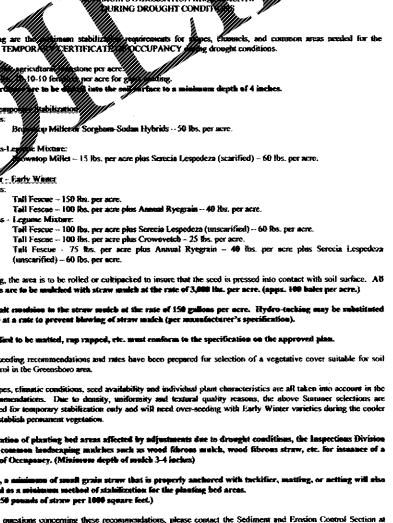 DURING DROUGHT CONDITIONS
ing are the minimum stabilization requirements for slopes, channels, and common areas needed for the
TEMPORARY CERTIFICATE OF OCCUPANCY during drought conditions.
agricultural limestone per acre.
10-10-10 fertilizer per acre for grass seeding.
are to be disked into the soil surface to a minimum depth of 4 inches.
Temporary Stabilization:
s:
Browntop Millet or Sorghum-Sudan Hybrids -- 50 lbs. per acre.
s-Legume Mixture:
Browntop Millet -- 15 lbs. per acre plus Serecia Lespedeza (scarified) -- 60 lbs. per acre.
r - Early Winter
s:
Tall Fescue -- 150 lbs. per acre.
Tall Fescue -- 100 lbs. per acre plus Annual Ryegrain -- 40 lbs. per acre.
s - Legume Mixture:
Tall Fescue -- 100 lbs. per acre plus Serecia Lespedeza (unscarified) -- 60 lbs. per acre.
Tall Fescue -- 100 lbs. per acre plus Crownvetch -- 25 lbs. per acre.
Tall Fescue - 75 lbs. per acre plus Annual Ryegrain -- 40 lbs. per acre plus Serecia Lespedeza
(unscarified) -- 60 lbs. per acre.
g, the area is to be rolled or cultipacked to insure that the seed is pressed into contact with soil surface. All
s are to be mulched with straw mulch at the rate of 3,000 lbs. per acre. (appx. 100 bales per acre.)
alt emulsion to the straw mulch at the rate of 150 gallons per acre. Hydro-tacking may be substituted
at a rate to prevent blowing of straw mulch (per manufacturer's specification).
fied to be matted, rip rapped, etc. must conform to the specification on the approved plan.
seeding recommendations and rates have been prepared for selection of a vegetative cover suitable for soil
rol in the Greensboro area.
pes, climatic conditions, seed availability and individual plant characteristics are all taken into account in the
mendations. Due to density, uniformity and textural quality reasons, the above Summer selections are
ed for temporary stabilization only and will need over-seeding with Early Winter varieties during the cooler
stablish permanent vegetation.
ation of planting bed areas affected by adjustments due to drought conditions, the Inspections Division
common landscaping mulches such as wood fibrous mulch, wood fibrous straw, etc. for issuance of a
of Occupancy. (Minimum depth of mulch 3-4 inches)
, a minimum of small grain straw that is properly anchored with tackifier, matting, or netting will also
d as a minimum method of stabilization for the planting bed areas.
50 pounds of straw per 1000 square feet.)
questions concerning these recommendations, please contact the Sediment and Erosion Control Section at